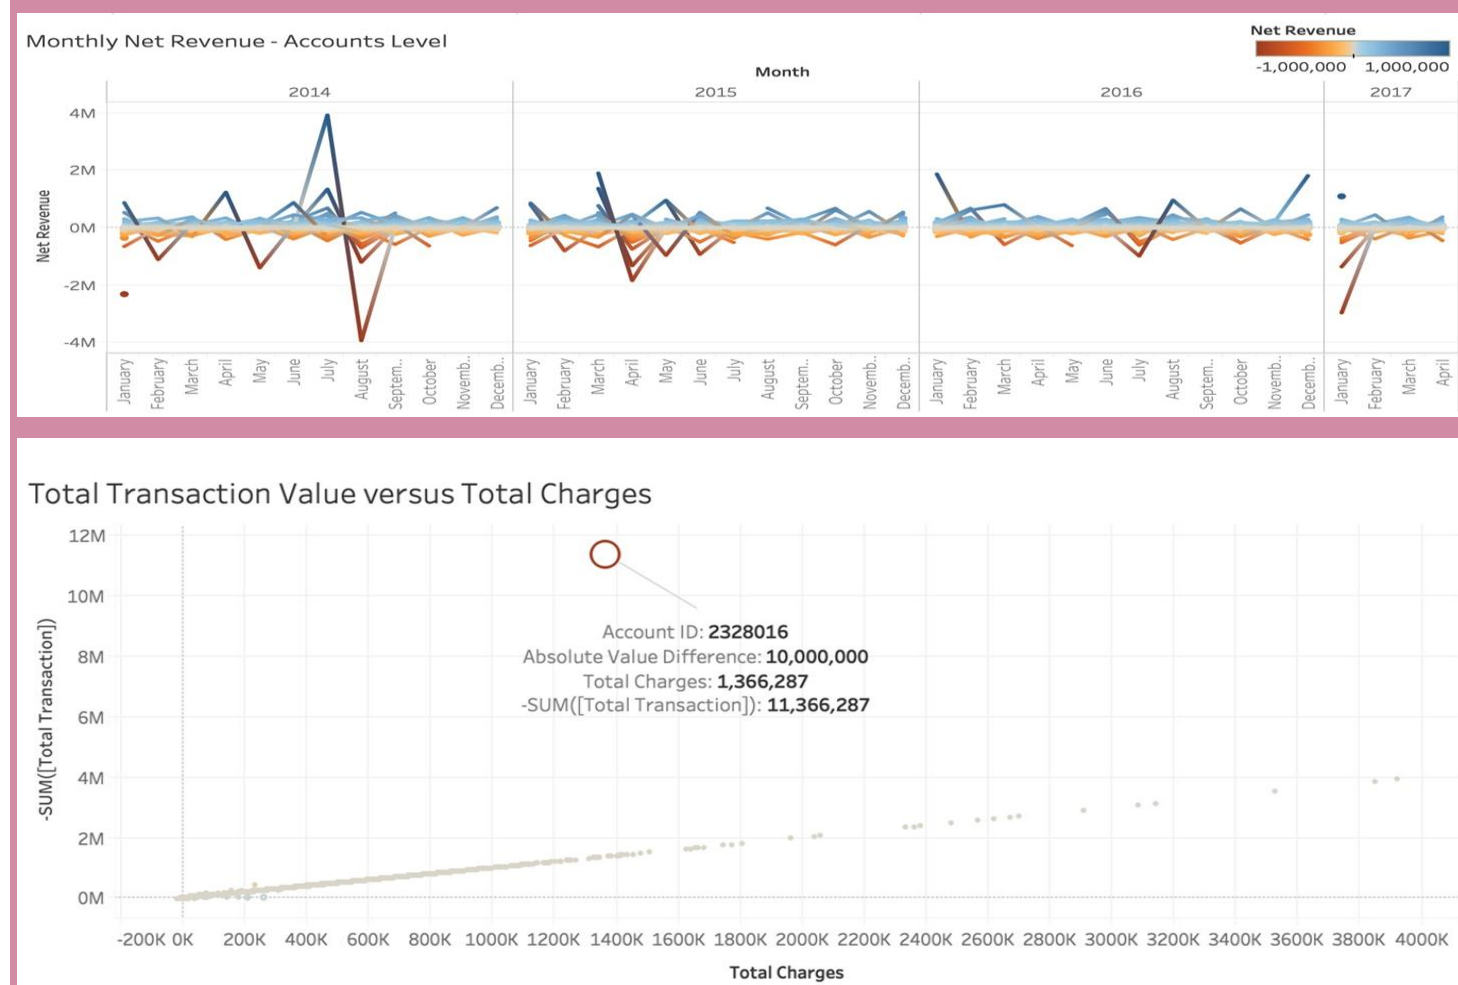 Monthly Net Revenue - Accounts Level
Net Revenue
-1,000,000 1,000,000
Month
2014 2015 2016 2017
Net Revenue
4M
2M
0M
-2M
-4M
January February March April May June July August Septem.. October Novemb.. Decemb.. January February March April May June July August Septem.. October Novemb.. Decemb.. January February March April May June July August Septem.. October Novemb.. Decemb.. January February March April
Total Transaction Value versus Total Charges
-SUM([Total Transaction])
12M
10M
8M
6M
4M
2M
0M
Account ID: 2328016
Absolute Value Difference: 10,000,000
Total Charges: 1,366,287
-SUM([Total Transaction]): 11,366,287
-200K 0K 200K 400K 600K 800K 1000K 1200K 1400K 1600K 1800K 2000K 2200K 2400K 2600K 2800K 3000K 3200K 3400K 3600K 3800K 4000K
Total Charges